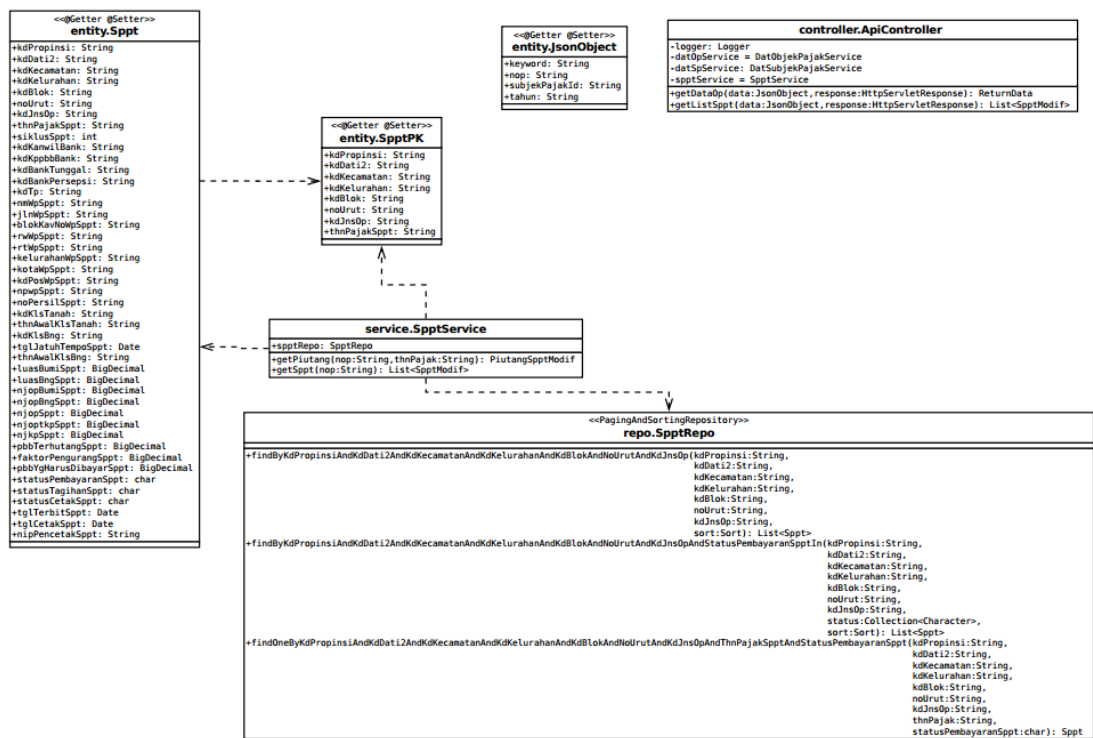 <<@Getter @Setter>>
entity.Sppt
+kdPropinsi: String
+kdDati2: String
+kdKecamatan: String
+kdKelurahan: String
+kdBlok: String
+noUrut: String
+kdJnsOp: String
+thnPajakSppt: String
+siklusSppt: int
+kdKanwilBank: String
+kdKppbbBank: String
+kdBankTunggal: String
+kdBankPersepsi: String
+kdTp: String
+nmWpSppt: String
+jlnWpSppt: String
+blokKavNoWpSppt: String
+rwWpSppt: String
+rtWpSppt: String
+kelurahanWpSppt: String
+kotaWpSppt: String
+kdPosWpSppt: String
+npwpSppt: String
+noPersilSppt: String
+kdKlsTanah: String
+thnAwalKlsTanah: String
+kdKlsBng: String
+tglJatuhTempoSppt: Date
+thnAwalKlsBng: String
+luasBumiSppt: BigDecimal
+luasBngSppt: BigDecimal
+njopBumiSppt: BigDecimal
+njopBngSppt: BigDecimal
+njopSppt: BigDecimal
+njoptkpSppt: BigDecimal
+njkpSppt: BigDecimal
+pbbTerhutangSppt: BigDecimal
+faktorPengurangSppt: BigDecimal
+pbbYgHarusDibayarSppt: BigDecimal
+statusPembayaranSppt: char
+statusTagihanSppt: char
+statusCetakSppt: char
+tglTerbitSppt: Date
+tglCetakSppt: Date
+nipPencetakSppt: String
<<@Getter @Setter>>
entity.SpptPK
+kdPropinsi: String
+kdDati2: String
+kdKecamatan: String
+kdKelurahan: String
+kdBlok: String
+noUrut: String
+kdJnsOp: String
+thnPajakSppt: String
<<@Getter @Setter>>
entity.JsonObject
+keyword: String
+nop: String
+subjekPajakId: String
+tahun: String
controller.ApiController
-logger: Logger
-datOpService = DatObjekPajakService
-datSpService: DatSubjekPajakService
-spptService = SpptService
+getDataOp(data:JsonObject,response:HttpServletResponse): ReturnData
+getListSppt(data:JsonObject,response:HttpServletResponse): List<SpptModif>
service.SpptService
+spptRepo: SpptRepo
+getPiutang(nop:String,thnPajak:String): PiutangSpptModif
+getSppt(nop:String): List<SpptModif>
<<PagingAndSortingRepository>>
repo.SpptRepo
+findByKdPropinsiAndKdDati2AndKdKecamatanAndKdKelurahanAndKdBlokAndNoUrutAndKdJnsOp(kdPropinsi:String,
kdDati2:String,
kdKecamatan:String,
kdKelurahan:String,
kdBlok:String,
noUrut:String,
kdJnsOp:String,
sort:Sort): List<Sppt>
+findByKdPropinsiAndKdDati2AndKdKecamatanAndKdKelurahanAndKdBlokAndNoUrutAndKdJnsOpAndStatusPembayaranSpptIn(kdPropinsi:String,
kdDati2:String,
kdKecamatan:String,
kdKelurahan:String,
kdBlok:String,
noUrut:String,
kdJnsOp:String,
status:Collection<Character>,
sort:Sort): List<Sppt>
+findOneByKdPropinsiAndKdDati2AndKdKecamatanAndKdKelurahanAndKdBlokAndNoUrutAndKdJnsOpAndThnPajakSpptAndStatusPembayaranSppt(kdPropinsi:String,
kdDati2:String,
kdKecamatan:String,
kdKelurahan:String,
kdBlok:String,
noUrut:String,
kdJnsOp:String,
thnPajak:String,
statusPembayaranSppt:char): Sppt